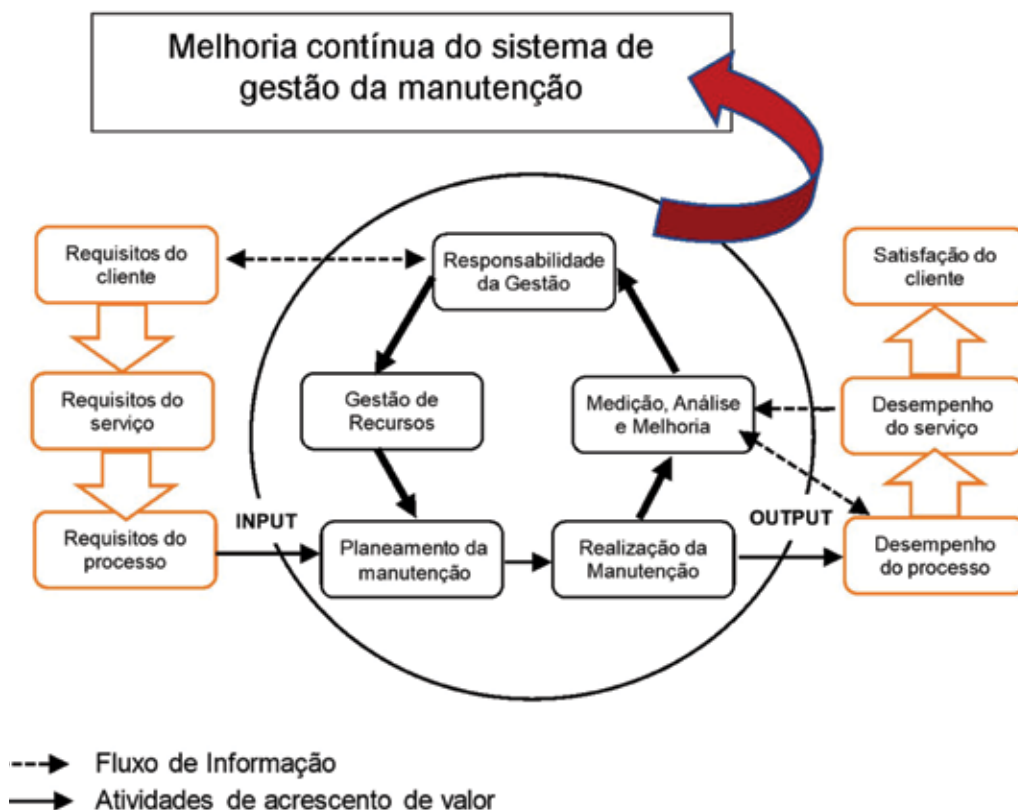 Melhoria contínua do sistema de
gestão da manutenção
Requisitos do
cliente
Responsabilidade
da Gestão
Satisfação do
cliente
Requisitos do
serviço
Gestão de
Recursos
Medição, Análise
e Melhoria
Desempenho
do serviço
INPUT
OUTPUT
Requisitos do
processo
Planeamento da
manutenção
Realização da
Manutenção
Desempenho
do processo
Fluxo de Informação
Atividades de acrescento de valor